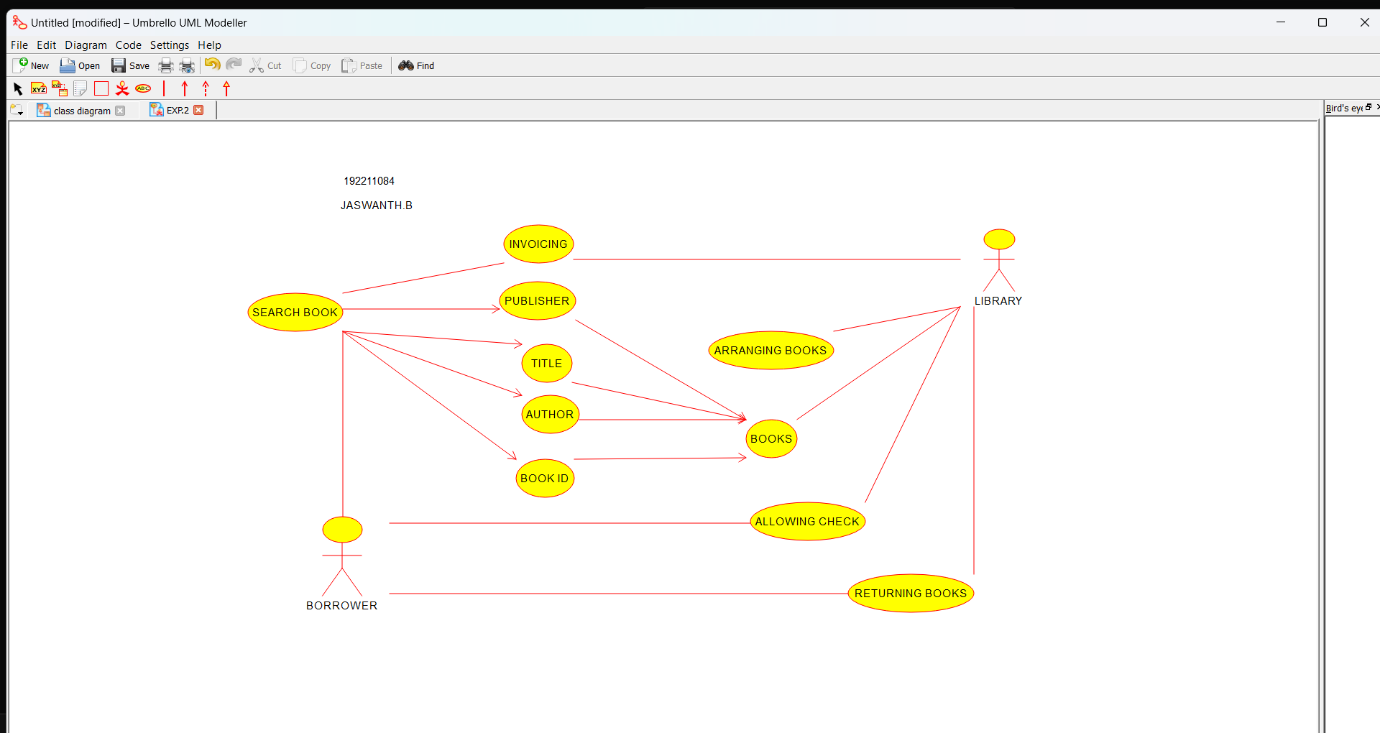 Untitled [modified] – Umbrello UML Modeller
File Edit Diagram Code Settings Help
New Open Save Cut Copy Paste Find
XYZ ABC
class diagram EXP.2
Bird's eye
192211084
JASWANTH.B
INVOICING
PUBLISHER
LIBRARY
SEARCH BOOK
ARRANGING BOOKS
TITLE
AUTHOR
BOOKS
BOOK ID
ALLOWING CHECK
RETURNING BOOKS
BORROWER